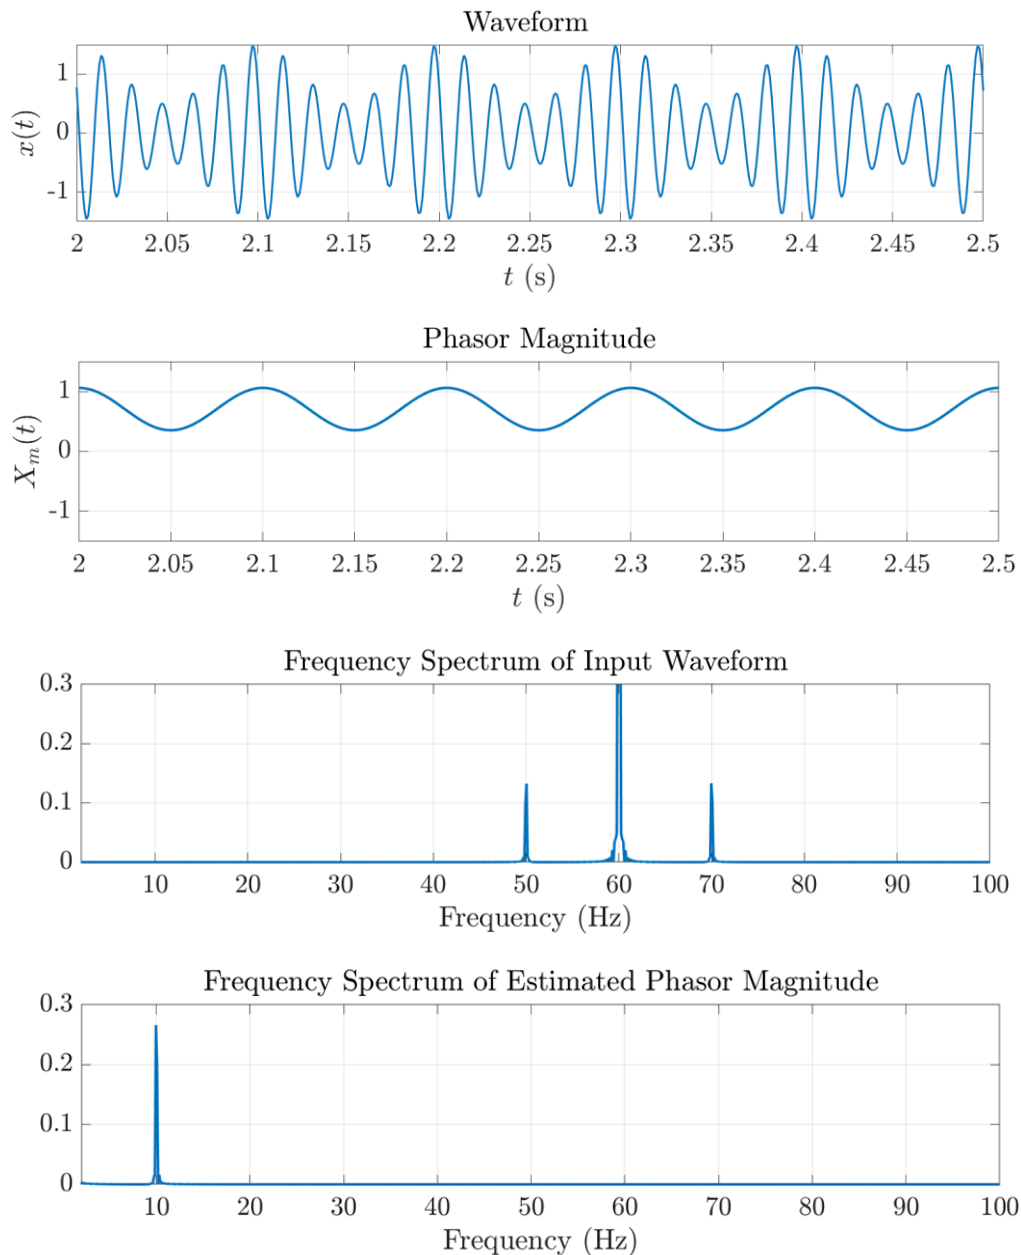 Waveform
1
0
-1
x(t)
2 2.05 2.1 2.15 2.2 2.25 2.3 2.35 2.4 2.45 2.5
t (s)
Phasor Magnitude
1
0
-1
Xm(t)
2 2.05 2.1 2.15 2.2 2.25 2.3 2.35 2.4 2.45 2.5
t (s)
Frequency Spectrum of Input Waveform
0.3
0.2
0.1
0
10 20 30 40 50 60 70 80 90 100
Frequency (Hz)
Frequency Spectrum of Estimated Phasor Magnitude
0.3
0.2
0.1
0
10 20 30 40 50 60 70 80 90 100
Frequency (Hz)